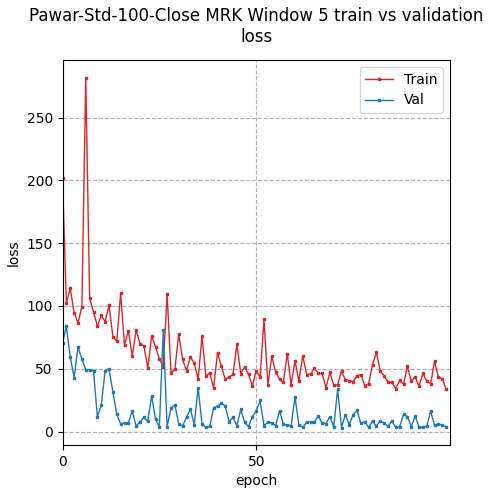 Pawar-Std-100-Close MRK Window 5 train vs validation
loss
Train
Val
250
200
150
100
50
0
loss
0
50
epoch